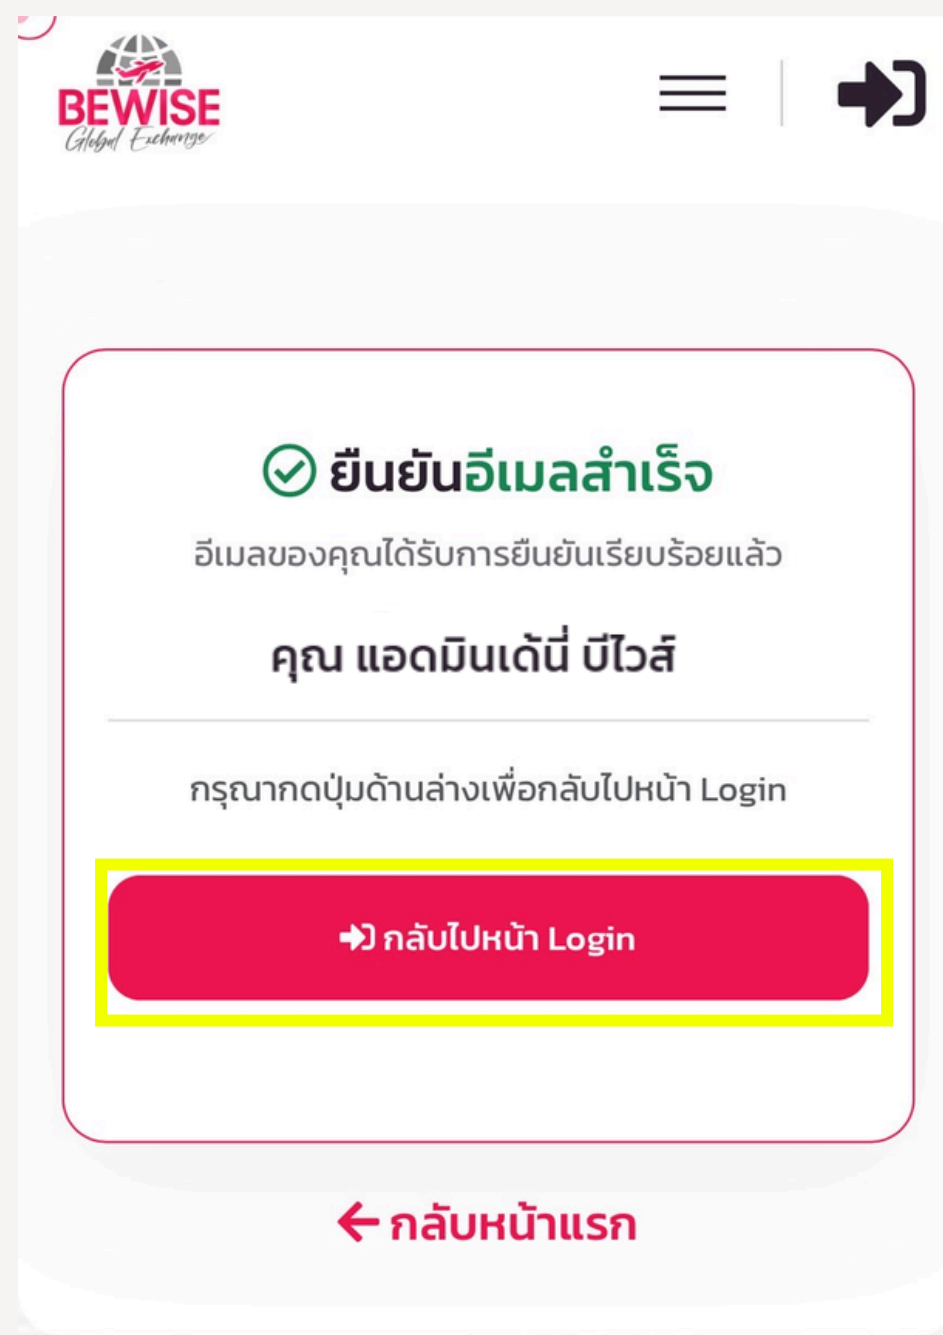 BEWISE
Global Exchange
ยืนยันอีเมลสำเร็จ
อีเมลของคุณได้รับการยืนยันเรียบร้อยแล้ว
คุณ แอดมินเด้นี่ บีไวส์
กรุณากดปุ่มด้านล่างเพื่อกลับไปหน้า Login
กลับไปหน้า Login
กลับหน้าแรก